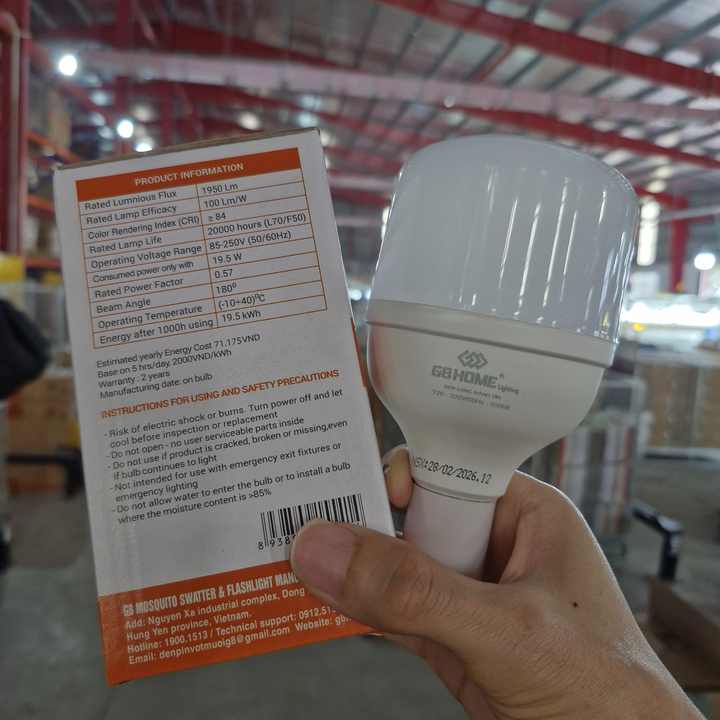 PRODUCT INFORMATION
Rated Lumnious Flux 1950 Lm
Rated Lamp Efficacy 100 Lm/W
Color Rendering Index (CRI) ≥ 84
Rated Lamp Life 20000 hours (L70/F50)
Operating Voltage Range 85-250V (50/60Hz)
Consumed power only with 19.5 W
Rated Power Factor 0.57
Beam Angle 180⁰
Operating Temperature (-10÷40)⁰C
Energy after 1000h using 19.5 kWh
Estimated yearly Energy Cost 71.175VND
Base on 5 hrs/day, 2000VND/kWh
Warranty : 2 years
Manufacturing date: on bulb
INSTRUCTIONS FOR USING AND SAFETY PRECAUTIONS
- Risk of electric shock or burns. Turn power off and let
cool before inspection or replacement
- Do not open - no user serviceable parts inside
- Do not use if product is cracked, broken or missing,even
if bulb continues to light
- Not intended for use with emergency exit fixtures or
emergency lighting
- Do not allow water to enter the bulb or to install a bulb
where the moisture content is >85%
8 938
G8 MOSQUITO SWATTER & FLASHLIGHT
Add: Nguyen Xa industrial complex, Dong
Hung Yen province, Vietnam.
Hotline: 1900.1513 / Technical support: 0912.51
Email: denpinvotmuoig8@gmail.com Website:
G8 HOME
Lighting
NSX: 28/02/2026.12